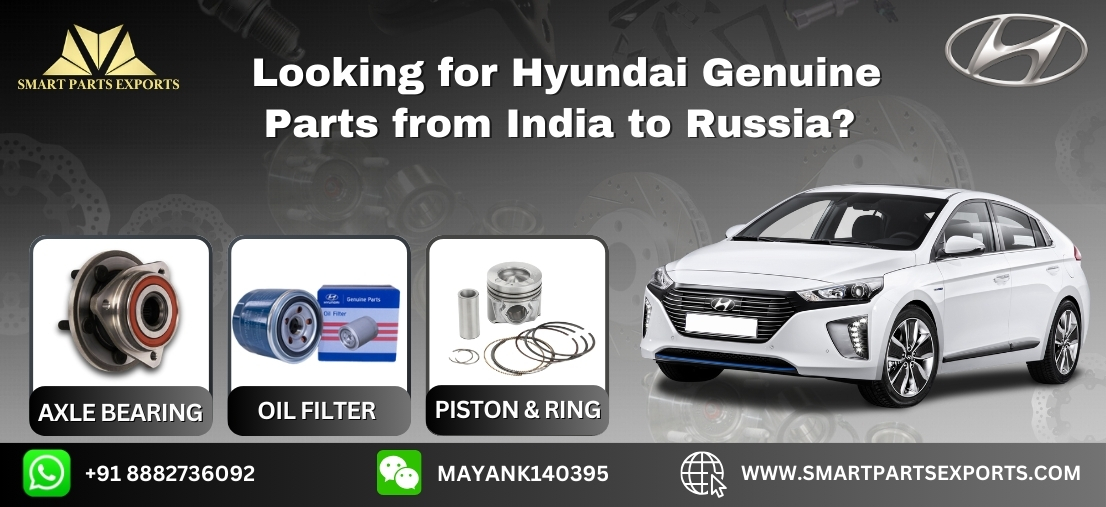 SMART PARTS EXPORTS
Looking for Hyundai Genuine
Parts from India to Russia?
Genuine Parts
Oil Filter
AXLE BEARING
OIL FILTER
PISTON & RING
+91 8882736092
MAYANK140395
WWW.SMARTPARTSEXPORTS.COM